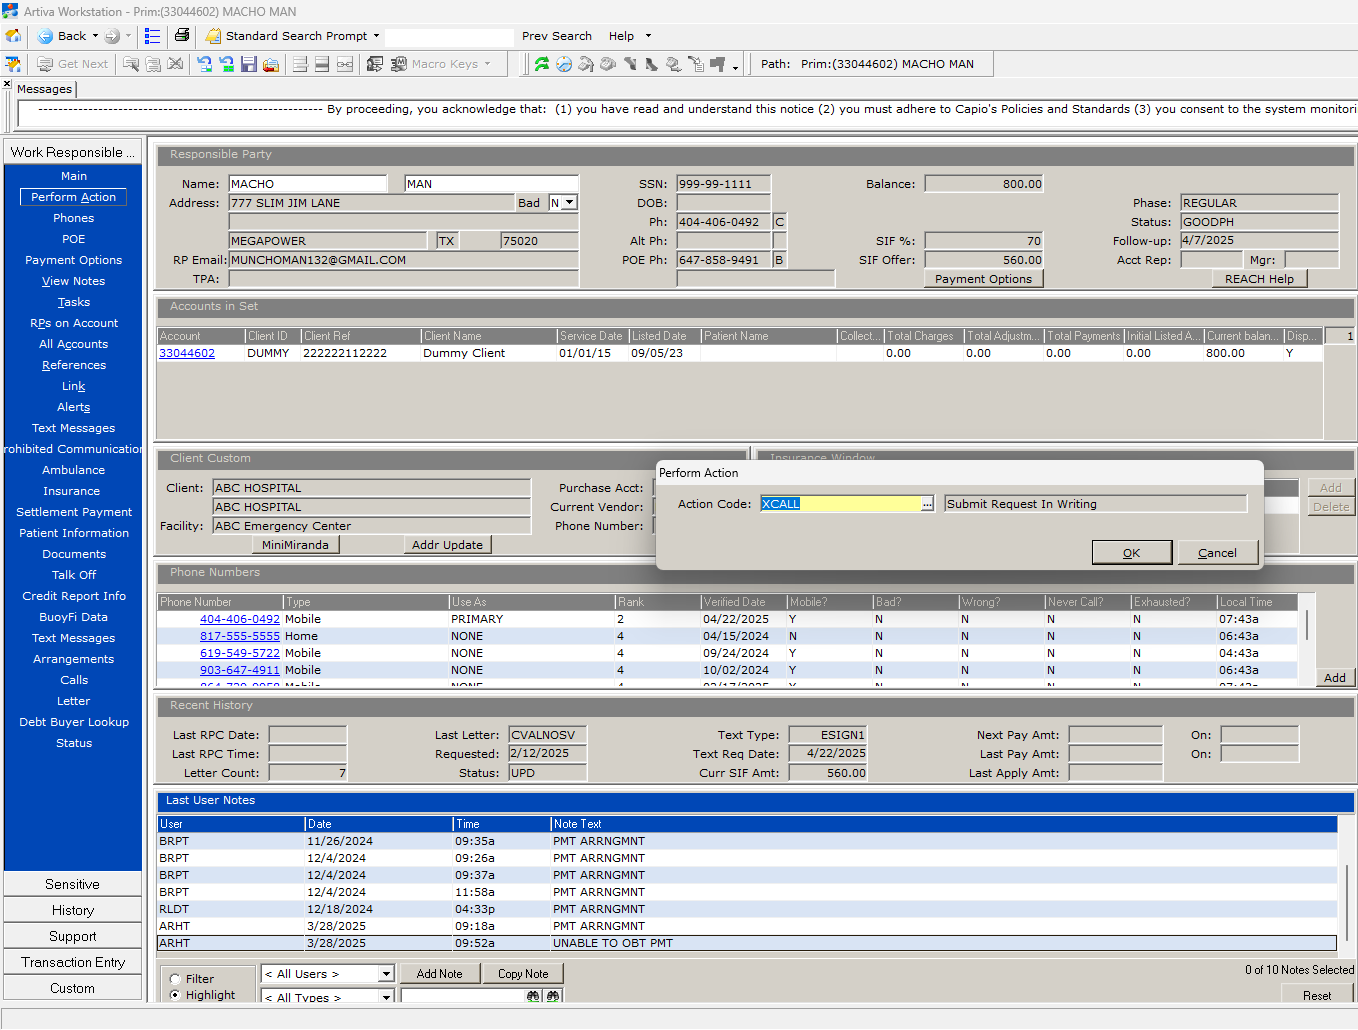 Artiva Workstation - Prim:(33044602) MACHO MAN
Back Standard Search Prompt Prev Search Help
Get Next Macro Keys Path: Prim:(33044602) MACHO MAN
Messages
By proceeding, you acknowledge that: (1) you have read and understand this notice (2) you must adhere to Capio's Policies and Standards (3) you consent to the system monitori
Work Responsible ...
Main
Perform Action
Phones
POE
Payment Options
View Notes
Tasks
RPs on Account
All Accounts
References
Link
Alerts
Text Messages
rohibited Communication
Ambulance
Insurance
Settlement Payment
Patient Information
Documents
Talk Off
Credit Report Info
BuoyFi Data
Text Messages
Arrangements
Calls
Letter
Debt Buyer Lookup
Status
Sensitive
History
Support
Transaction Entry
Custom
Responsible Party
Name: MACHO MAN SSN: 999-99-1111 Balance: 800.00
Address: 777 SLIM JIM LANE Bad N DOB: Phase: REGULAR
Ph: 404-406-0492 C Status: GOODPH
MEGAPOWER TX 75020 Alt Ph: SIF %: 70 Follow-up: 4/7/2025
RP Email: MUNCHOMAN132@GMAIL.COM POE Ph: 647-858-9491 B SIF Offer: 560.00 Acct Rep: Mgr:
TPA: Payment Options REACH Help
Accounts in Set
Account Client ID Client Ref Client Name Service Date Listed Date Patient Name Collect... Total Charges Total Adjustm... Total Payments Initial Listed A... Current balan... Disp... 1
33044602 DUMMY 222222112222 Dummy Client 01/01/15 09/05/23 0.00 0.00 0.00 0.00 800.00 Y
Client Custom
Client: ABC HOSPITAL Purchase Acct:
ABC HOSPITAL Current Vendor:
Facility: ABC Emergency Center Phone Number:
MiniMiranda Addr Update
Insurance Window
Add
Delete
Perform Action
Action Code: XCALL ... Submit Request In Writing
OK Cancel
Phone Numbers
Phone Number Type Use As Rank Verified Date Mobile? Bad? Wrong? Never Call? Exhausted? Local Time
404-406-0492 Mobile PRIMARY 2 04/22/2025 Y N N N N 07:43a
817-555-5555 Home NONE 4 04/15/2024 N N N N N 06:43a
619-549-5722 Mobile NONE 4 09/24/2024 Y N N N N 04:43a
903-647-4911 Mobile NONE 4 10/02/2024 Y N N N N 06:43a
Add
Recent History
Last RPC Date: Last Letter: CVALNOSV Text Type: ESIGN1 Next Pay Amt: On:
Last RPC Time: Requested: 2/12/2025 Text Req Date: 4/22/2025 Last Pay Amt: On:
Letter Count: 7 Status: UPD Curr SIF Amt: 560.00 Last Apply Amt:
Last User Notes
User Date Time Note Text
BRPT 11/26/2024 09:35a PMT ARRNGMNT
BRPT 12/4/2024 09:26a PMT ARRNGMNT
BRPT 12/4/2024 09:37a PMT ARRNGMNT
BRPT 12/4/2024 11:58a PMT ARRNGMNT
RLDT 12/18/2024 04:33p PMT ARRNGMNT
ARHT 3/28/2025 09:18a PMT ARRNGMNT
ARHT 3/28/2025 09:52a UNABLE TO OBT PMT
Filter < All Users > Add Note Copy Note 0 of 10 Notes Selected
Highlight < All Types > Reset